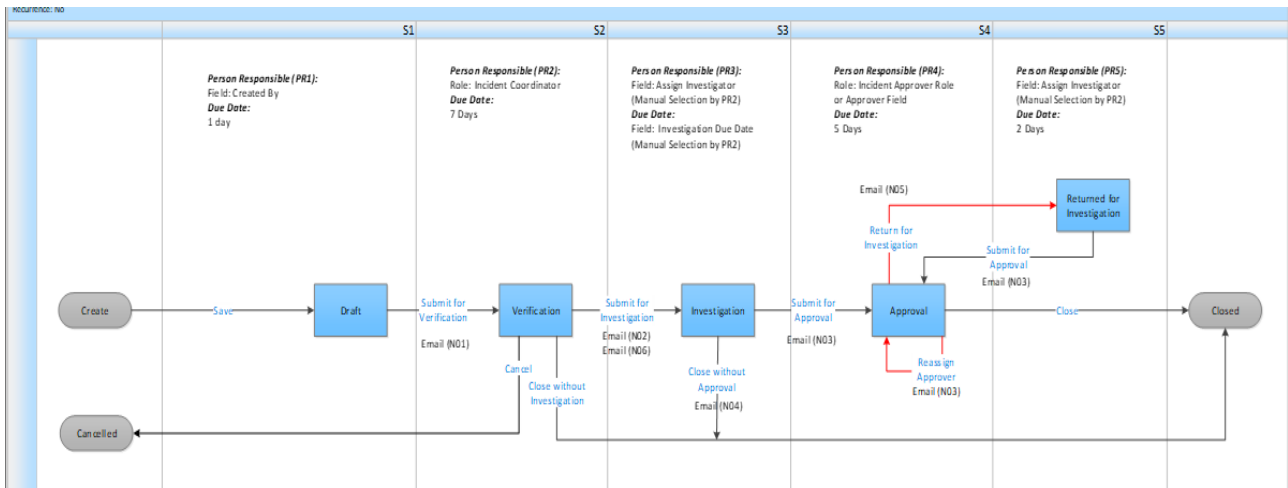 Recurrence: No
S1
S2
S3
S4
S5
Person Responsible (PR1):
Field: Created By
Due Date:
1 day
Person Responsible (PR2):
Role: Incident Coordinator
Due Date:
7 Days
Person Responsible (PR3):
Field: Assign Investigator
(Manual Selection by PR2)
Due Date:
Field: Investigation Due Date
(Manual Selection by PR2)
Person Responsible (PR4):
Role: Incident Approver Role
or Approver Field
Due Date:
5 Days
Person Responsible (PR5):
Field: Assign Investigator
(Manual Selection by PR2)
Due Date:
2 Days
Email (N05)
Returned for
Investigation
Return for
Investigation
Submit for
Approval
Email (N03)
Create
Save
Draft
Submit for
Verification
Email (N01)
Verification
Submit for
Investigation
Email (N02)
Email (N06)
Investigation
Submit for
Approval
Email (N03)
Approval
Close
Closed
Cancel
Close without
Investigation
Close without
Approval
Email (N04)
Reassign
Approver
Email (N03)
Cancelled